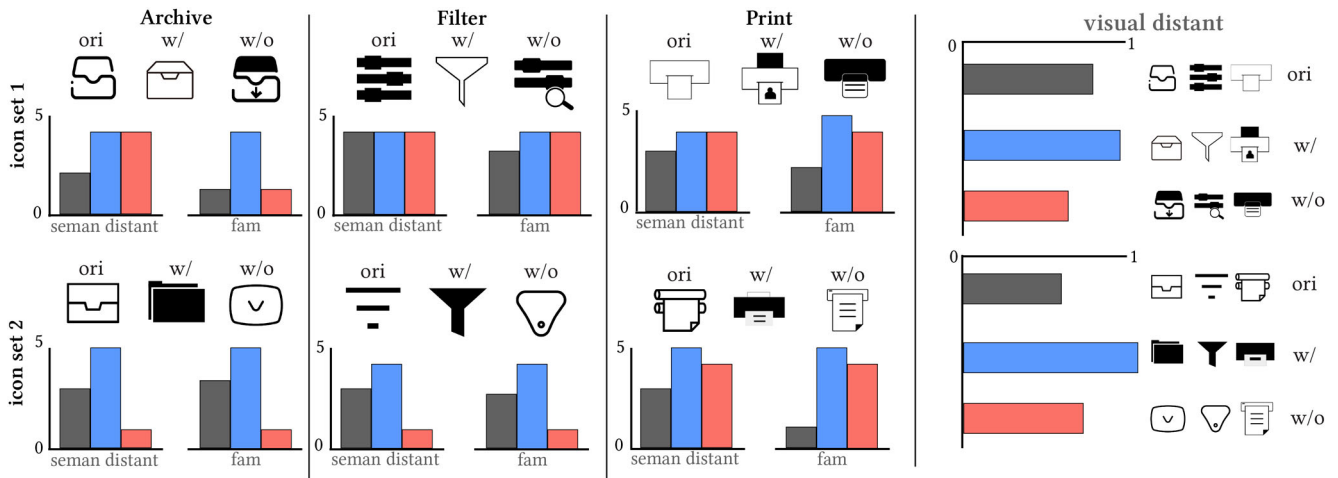 Archive
Filter
Print
visual distant
ori w/ w/o
ori w/ w/o
ori w/ w/o
0 1
ori
w/
w/o
icon set 1
5
0
seman distant fam
5
0
seman distant fam
5
0
seman distant fam
0 1
ori
w/
w/o
ori w/ w/o
ori w/ w/o
ori w/ w/o
icon set 2
5
0
seman distant fam
5
0
seman distant fam
5
0
seman distant fam